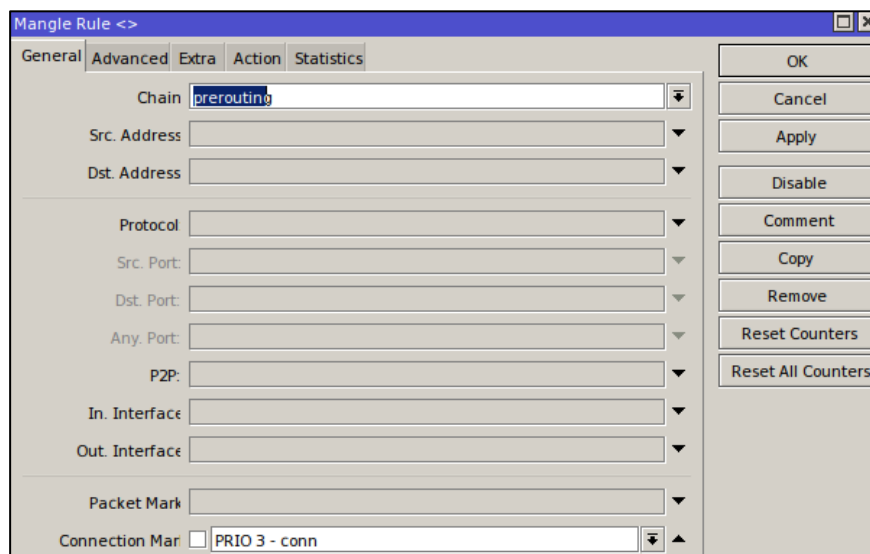 Mangle Rule <>
General Advanced Extra Action Statistics
Chain prerouting
Src. Address
Dst. Address
Protocol
Src. Port:
Dst. Port:
Any. Port:
P2P:
In. Interface
Out. Interface
Packet Mark
Connection Mar PRIO 3 - conn
OK
Cancel
Apply
Disable
Comment
Copy
Remove
Reset Counters
Reset All Counters